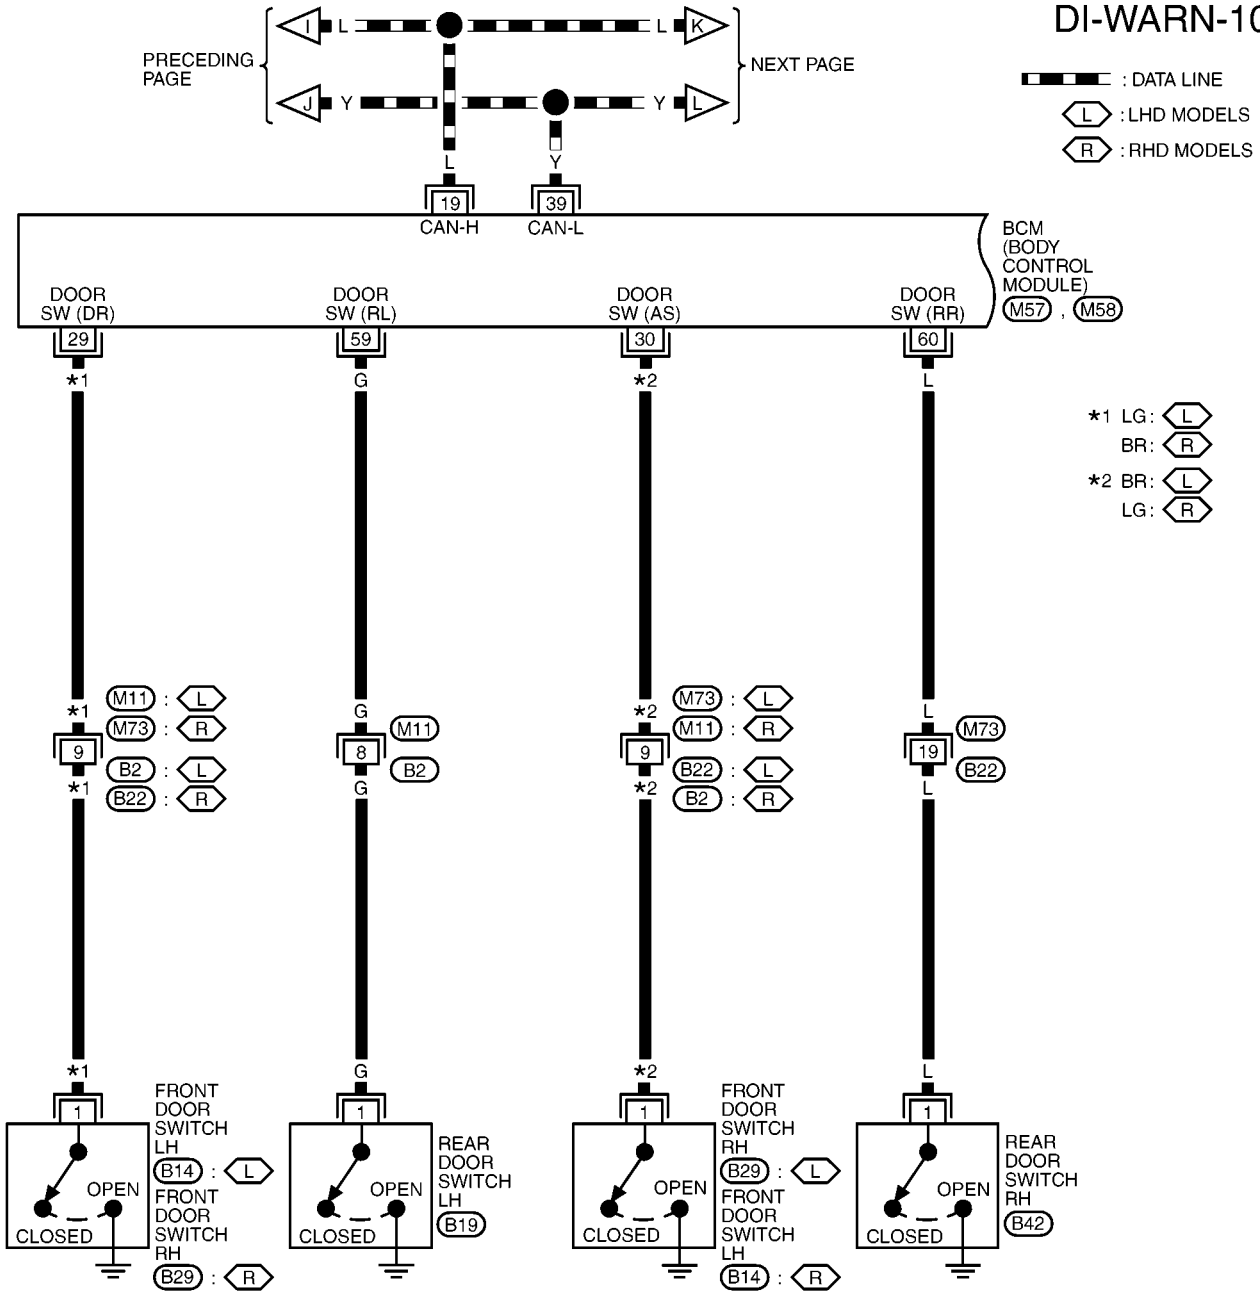 DI-WARN-10
I L L K
PRECEDING
PAGE
NEXT PAGE
J Y Y L
: DATA LINE
L : LHD MODELS
R : RHD MODELS
L Y
19 39
CAN-H CAN-L
BCM
(BODY
CONTROL
MODULE)
M57 , M58
DOOR
SW (DR)
DOOR
SW (RL)
DOOR
SW (AS)
DOOR
SW (RR)
29 59 30 60
*1 G *2 L
*1 LG: L
BR: R
*2 BR: L
LG: R
*1 G *2 L
M11 : L
M73 : R
9
B2 : L
B22 : R
M11
8
B2
M73 : L
M11 : R
9
B22 : L
B2 : R
M73
19
B22
*1 G *2 L
*1 G *2 L
1 1 1 1
FRONT
DOOR
SWITCH
LH
B14 : L
FRONT
DOOR
SWITCH
RH
B29 : R
OPEN
CLOSED
REAR
DOOR
SWITCH
LH
B19
OPEN
CLOSED
FRONT
DOOR
SWITCH
RH
B29 : L
FRONT
DOOR
SWITCH
LH
B14 : R
OPEN
CLOSED
REAR
DOOR
SWITCH
RH
B42
OPEN
CLOSED